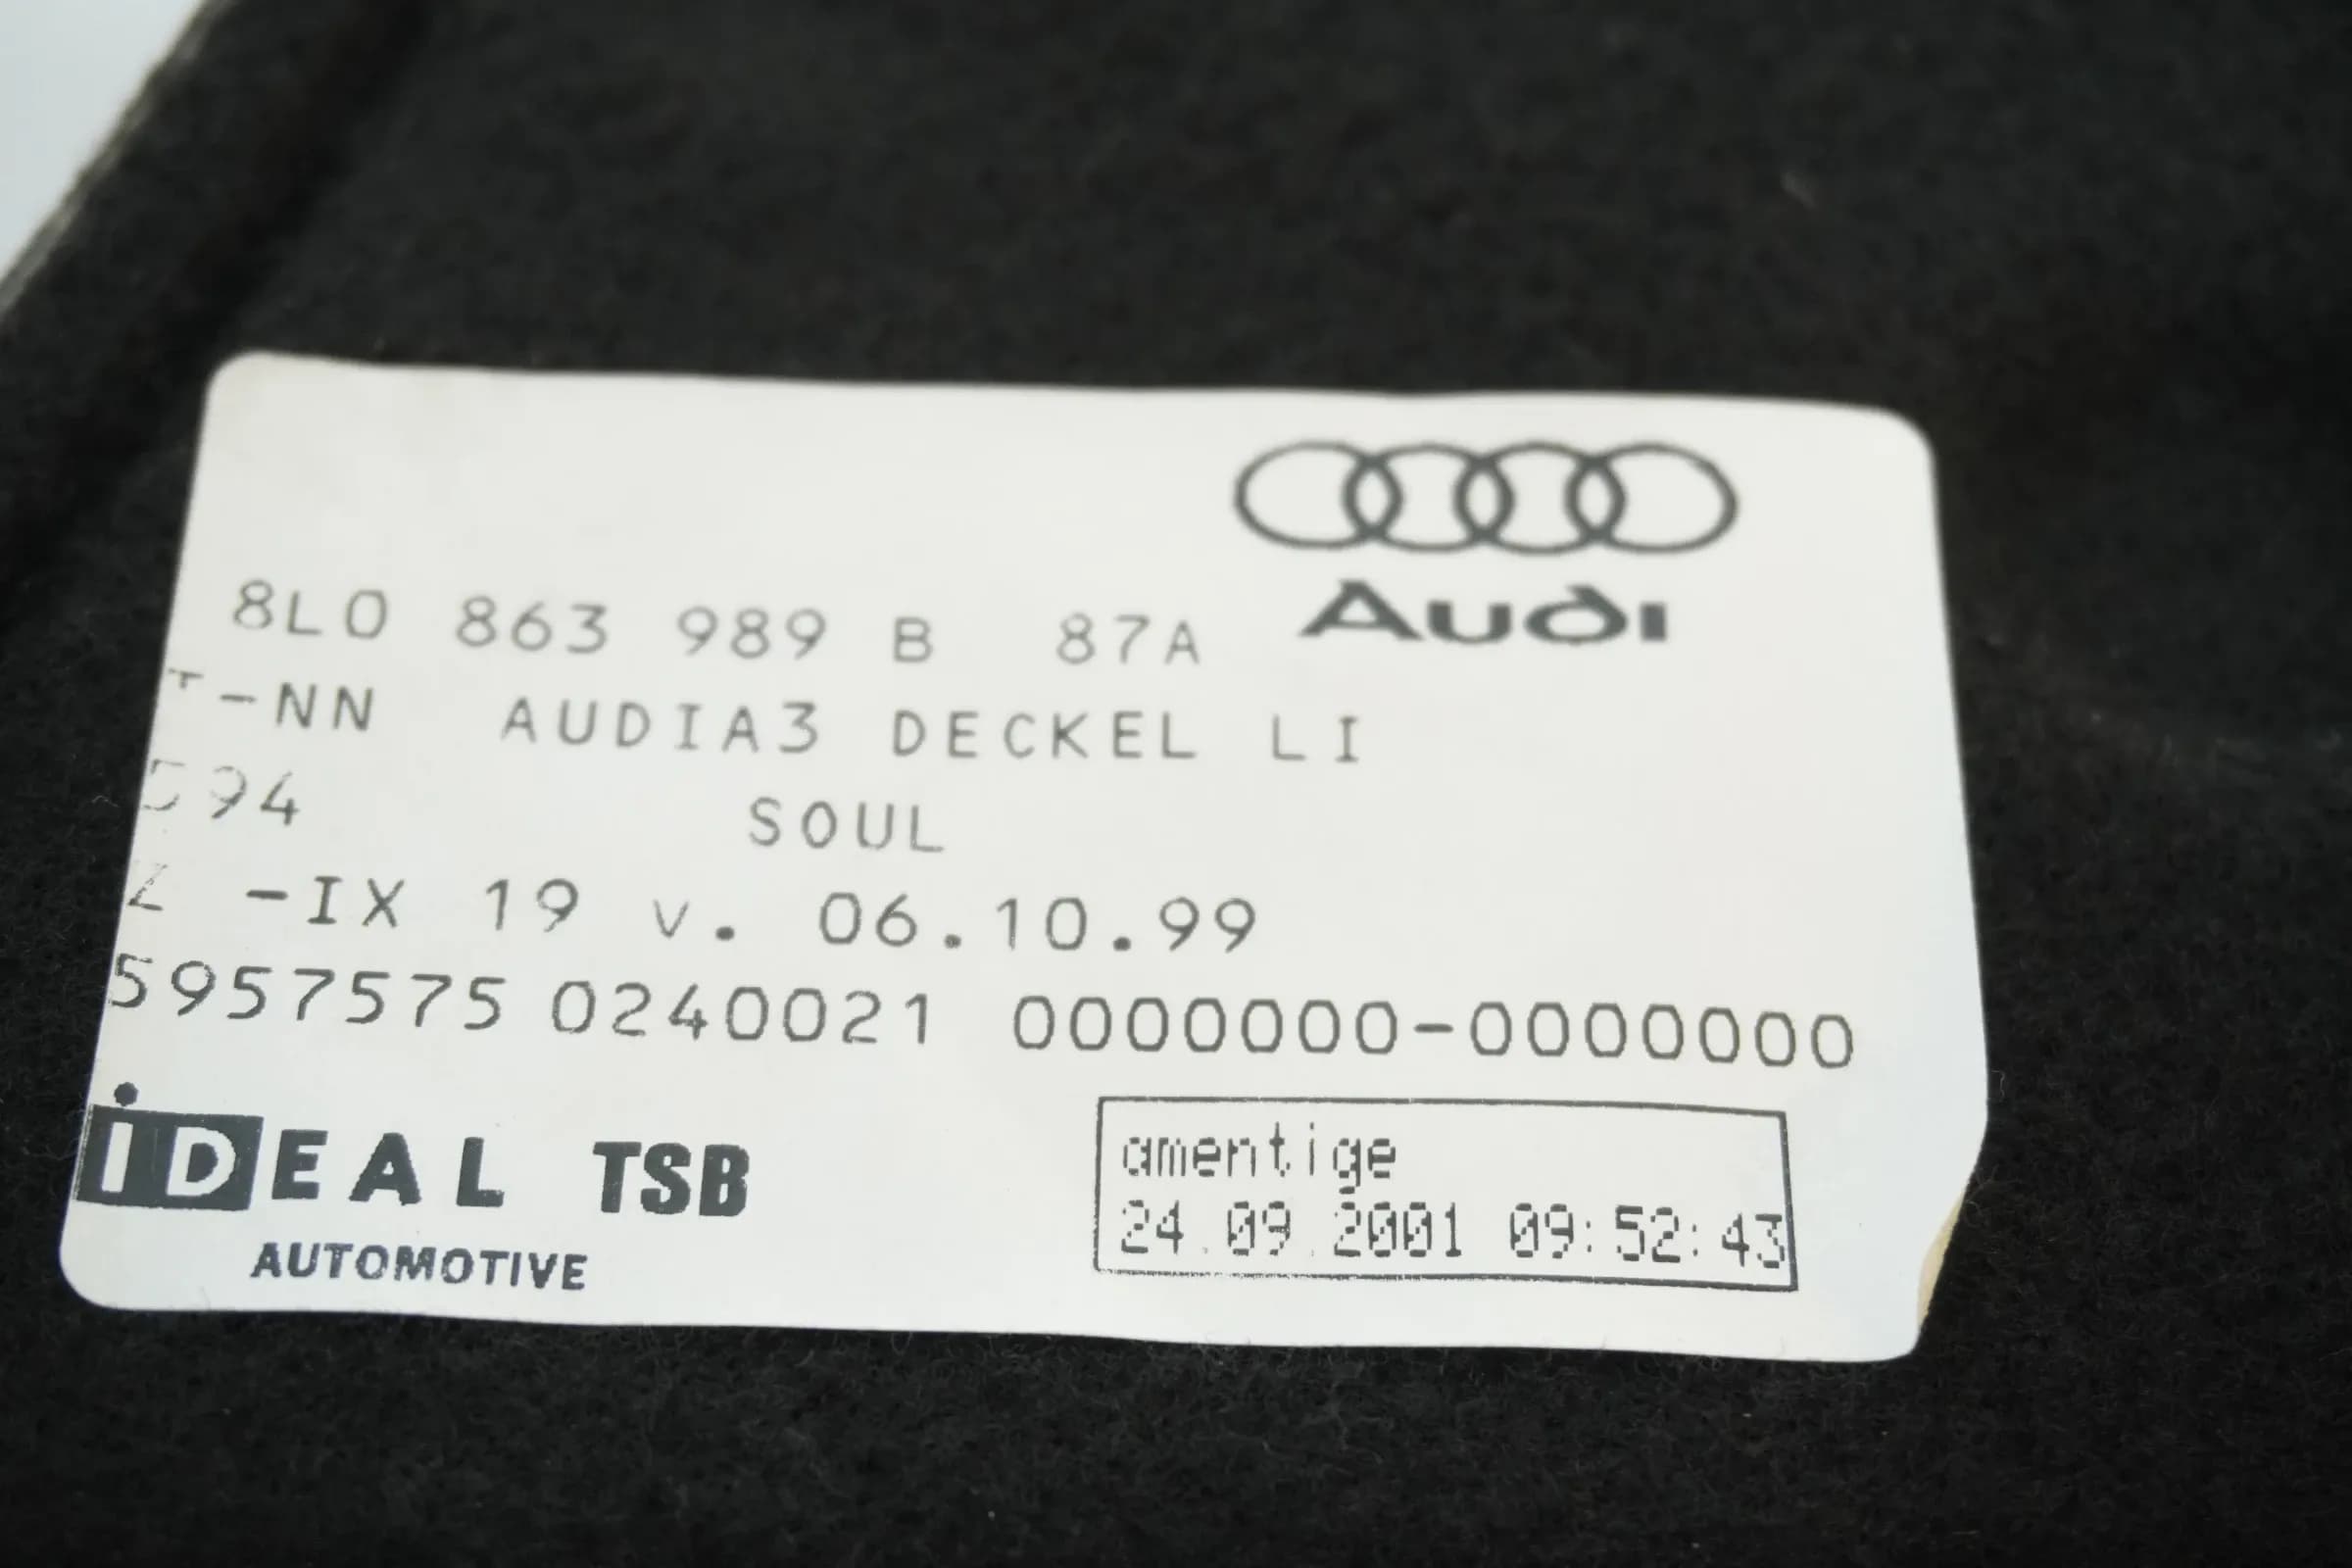 Audi
8L0 863 989 B 87A
-NN AUDIA3 DECKEL LI
594 SOUL
-IX 19 v. 06.10.99
5957575 0240021 0000000-0000000
iDEAL TSB
AUTOMOTIVE
amentige
24.09.2001 09:52:43